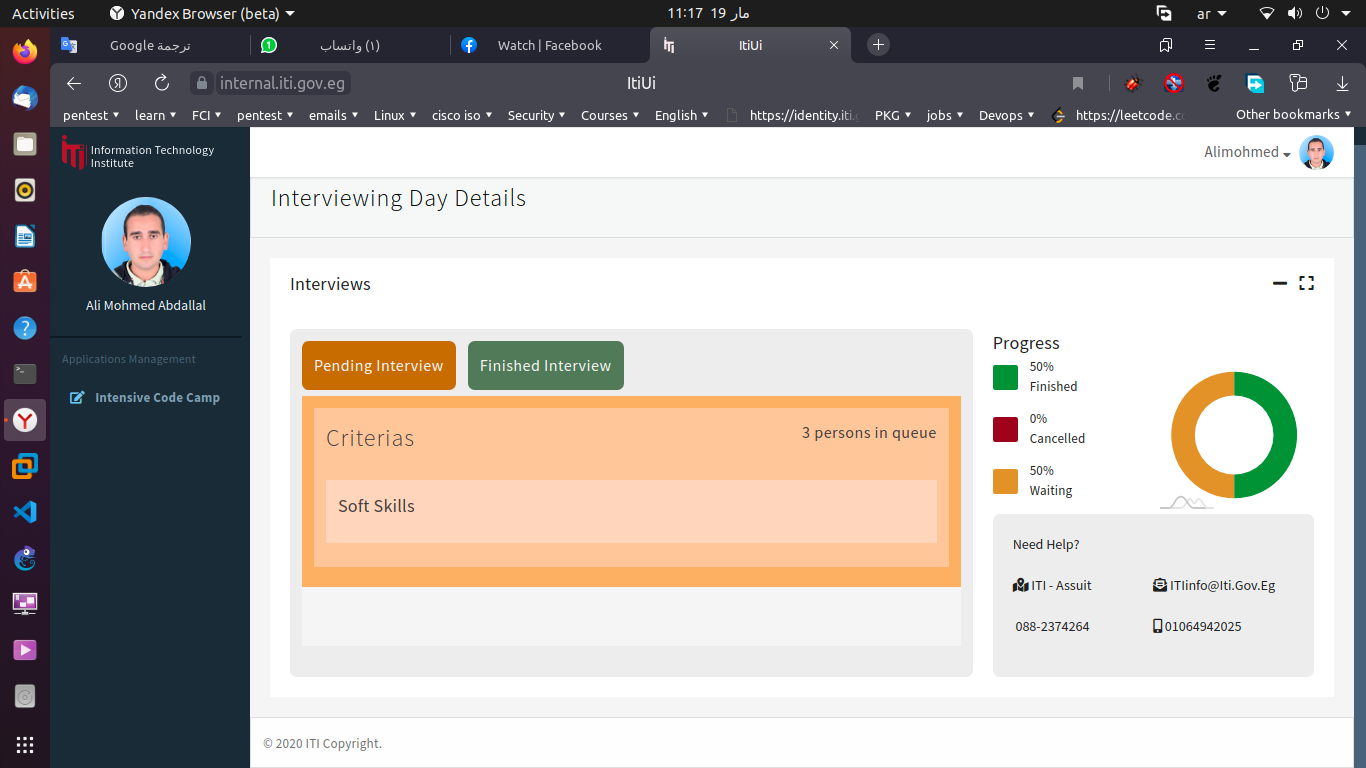 Activities
Yandex Browser (beta)
11:17 19 مار
ar
ترجمة Google
(١) واتساب
Watch | Facebook
ItiUi
internal.iti.gov.eg
ItiUi
pentest
learn
FCI
pentest
emails
Linux
cisco iso
Security
Courses
English
https://identity.iti.g
PKG
jobs
Devops
https://leetcode.co
Other bookmarks
iTi
Information Technology
Institute
Alimohmed
Ali Mohmed Abdallal
Applications Management
Intensive Code Camp
Interviewing Day Details
Interviews
Pending Interview
Finished Interview
Criterias
3 persons in queue
Soft Skills
Progress
50%
Finished
0%
Cancelled
50%
Waiting
Need Help?
ITI - Assuit
ITIinfo@Iti.Gov.Eg
088-2374264
01064942025
© 2020 ITI Copyright.